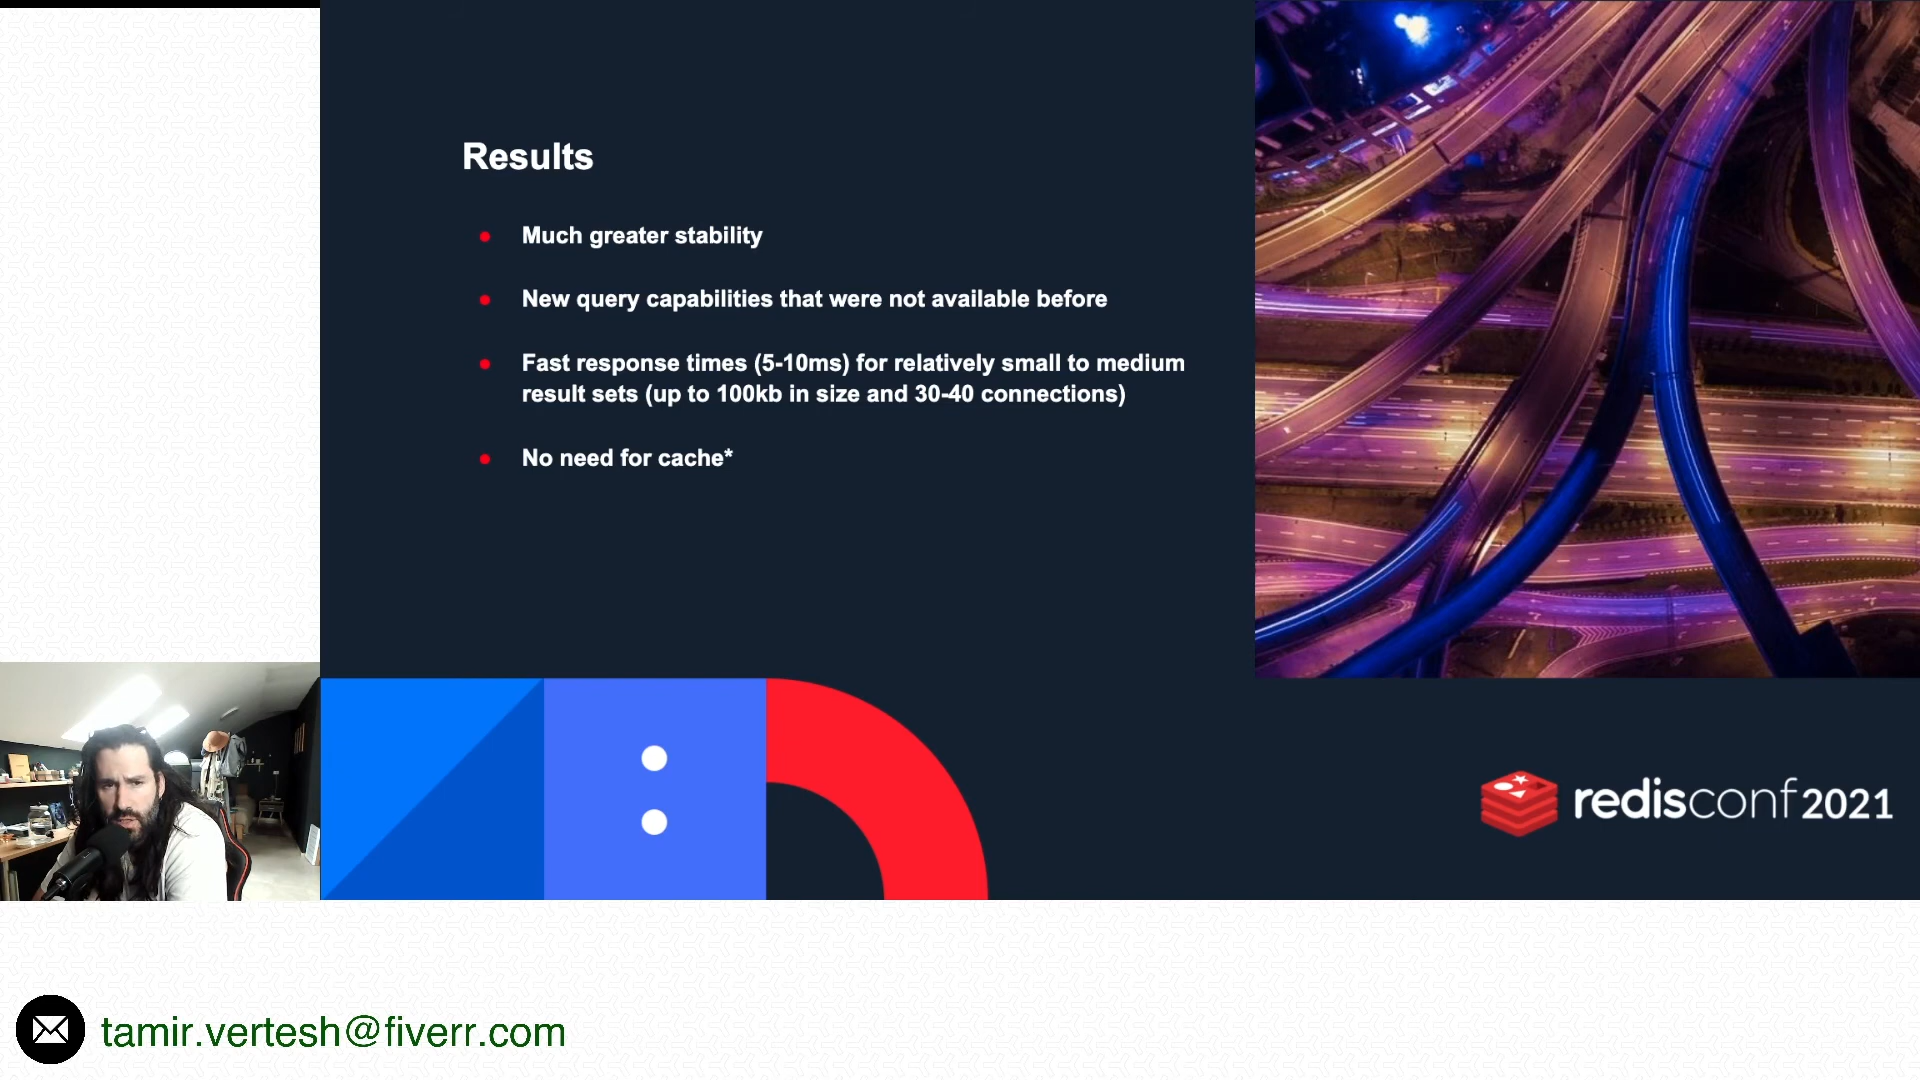 Results
Much greater stability
New query capabilities that were not available before
Fast response times (5-10ms) for relatively small to medium
result sets (up to 100kb in size and 30-40 connections)
No need for cache*
redisconf 2021
tamir.vertesh@fiverr.com